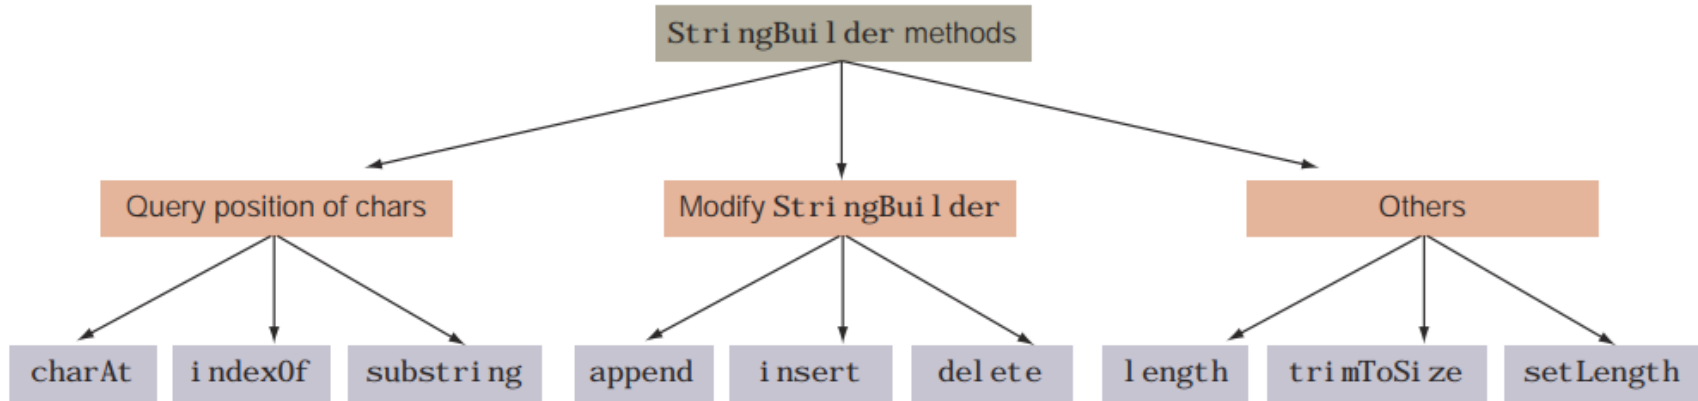 StringBuilder methods
Query position of chars
Modify StringBuilder
Others
charAt
indexOf
substring
append
insert
delete
length
trimToSize
setLength